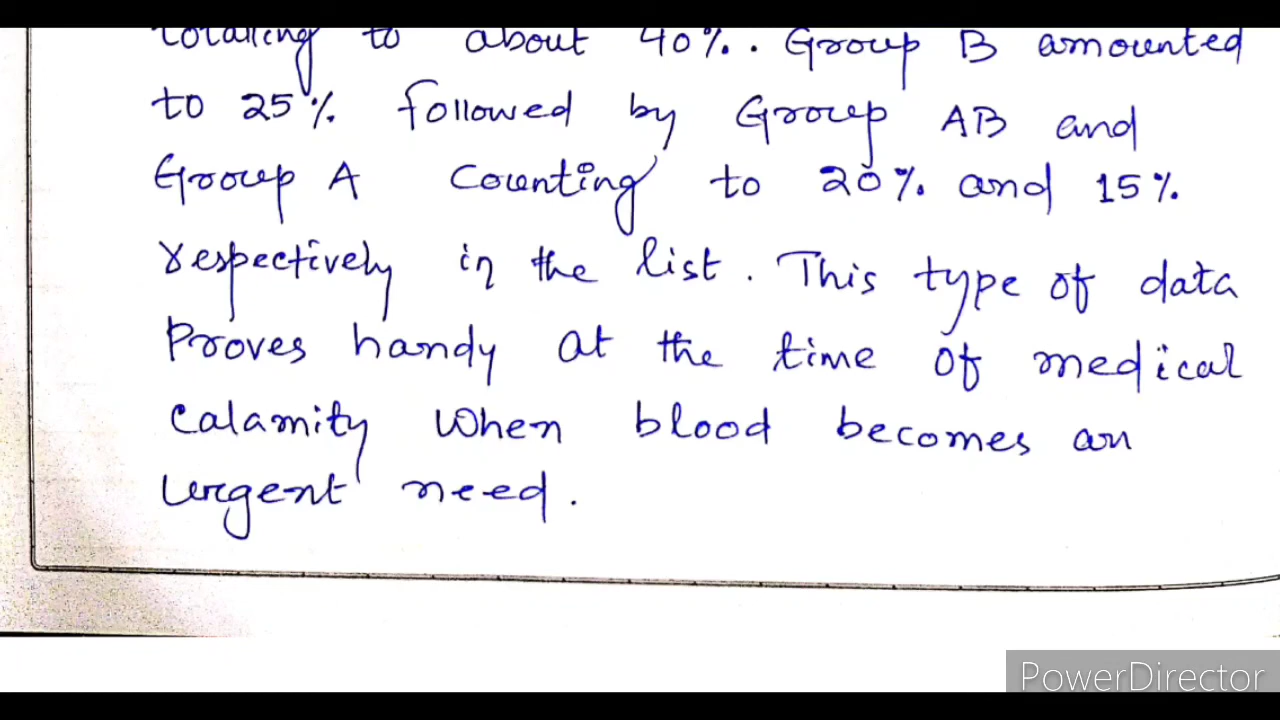 totalling to about 40%. Group B amounted
to 25% followed by Group AB and
Group A Counting to 20% and 15%
respectively in the list. This type of data
Proves handy at the time of medical
Calamity when blood becomes an
urgent need.
PowerDirector